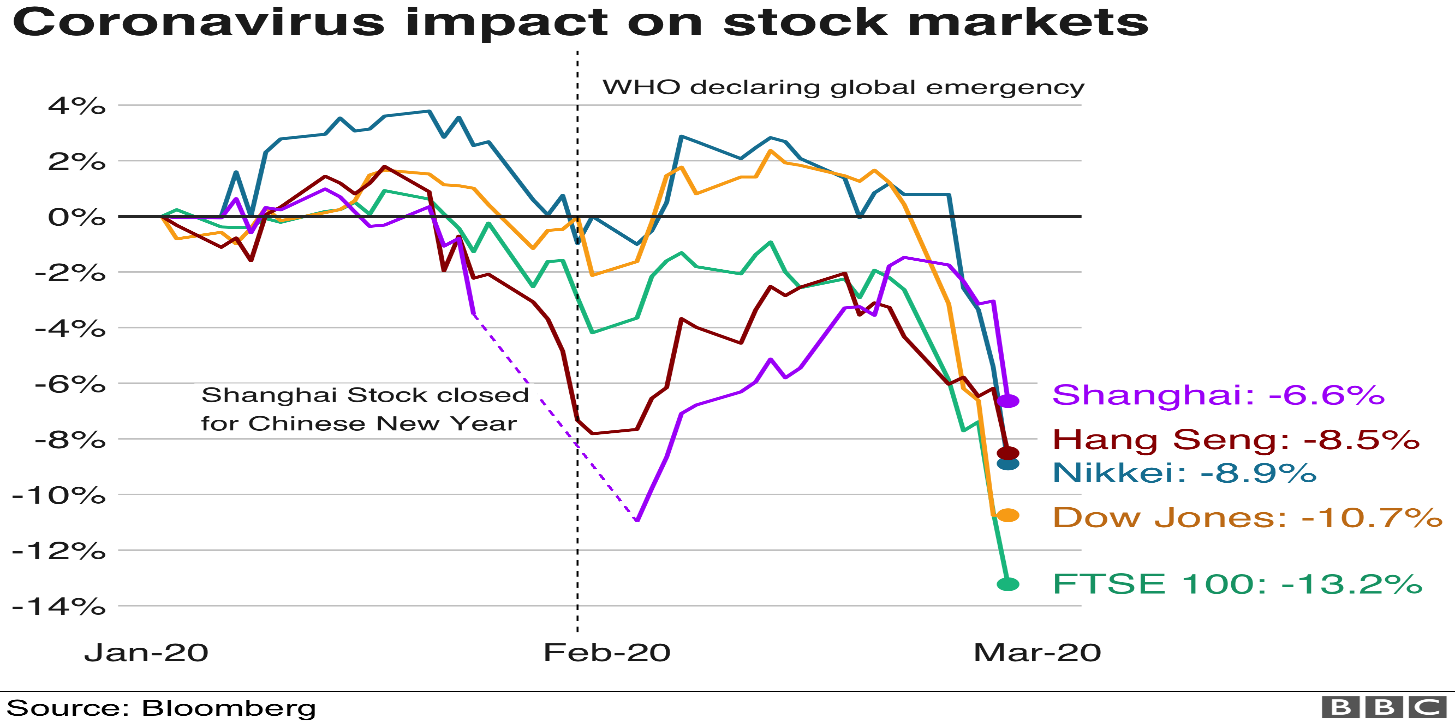 Coronavirus impact on stock markets
WHO declaring global emergency
4%
2%
0%
-2%
-4%
-6%
-8%
-10%
-12%
-14%
Shanghai Stock closed
for Chinese New Year
Shanghai: -6.6%
Hang Seng: -8.5%
Nikkei: -8.9%
Dow Jones: -10.7%
FTSE 100: -13.2%
Jan-20
Feb-20
Mar-20
Source: Bloomberg
BBC